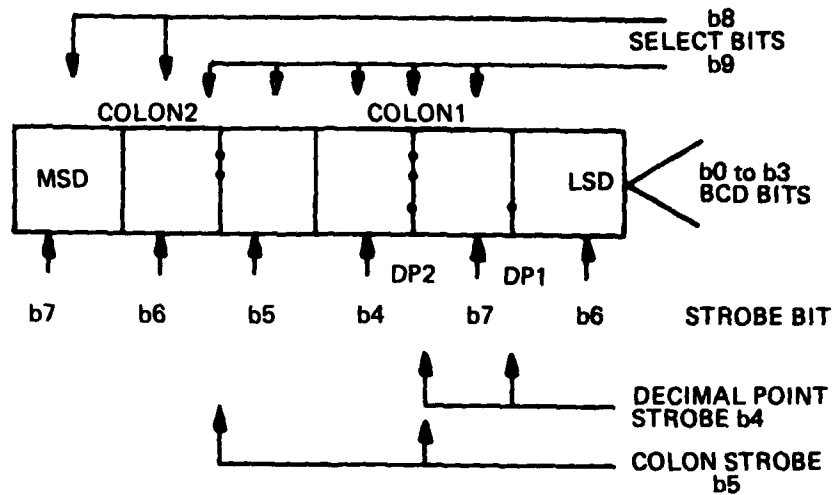 b8
SELECT BITS
b9
COLON2 COLON1
MSD LSD
b0 to b3
BCD BITS
DP2 DP1
b7 b6 b5 b4 b7 b6 STROBE BIT
DECIMAL POINT
STROBE b4
COLON STROBE
b5